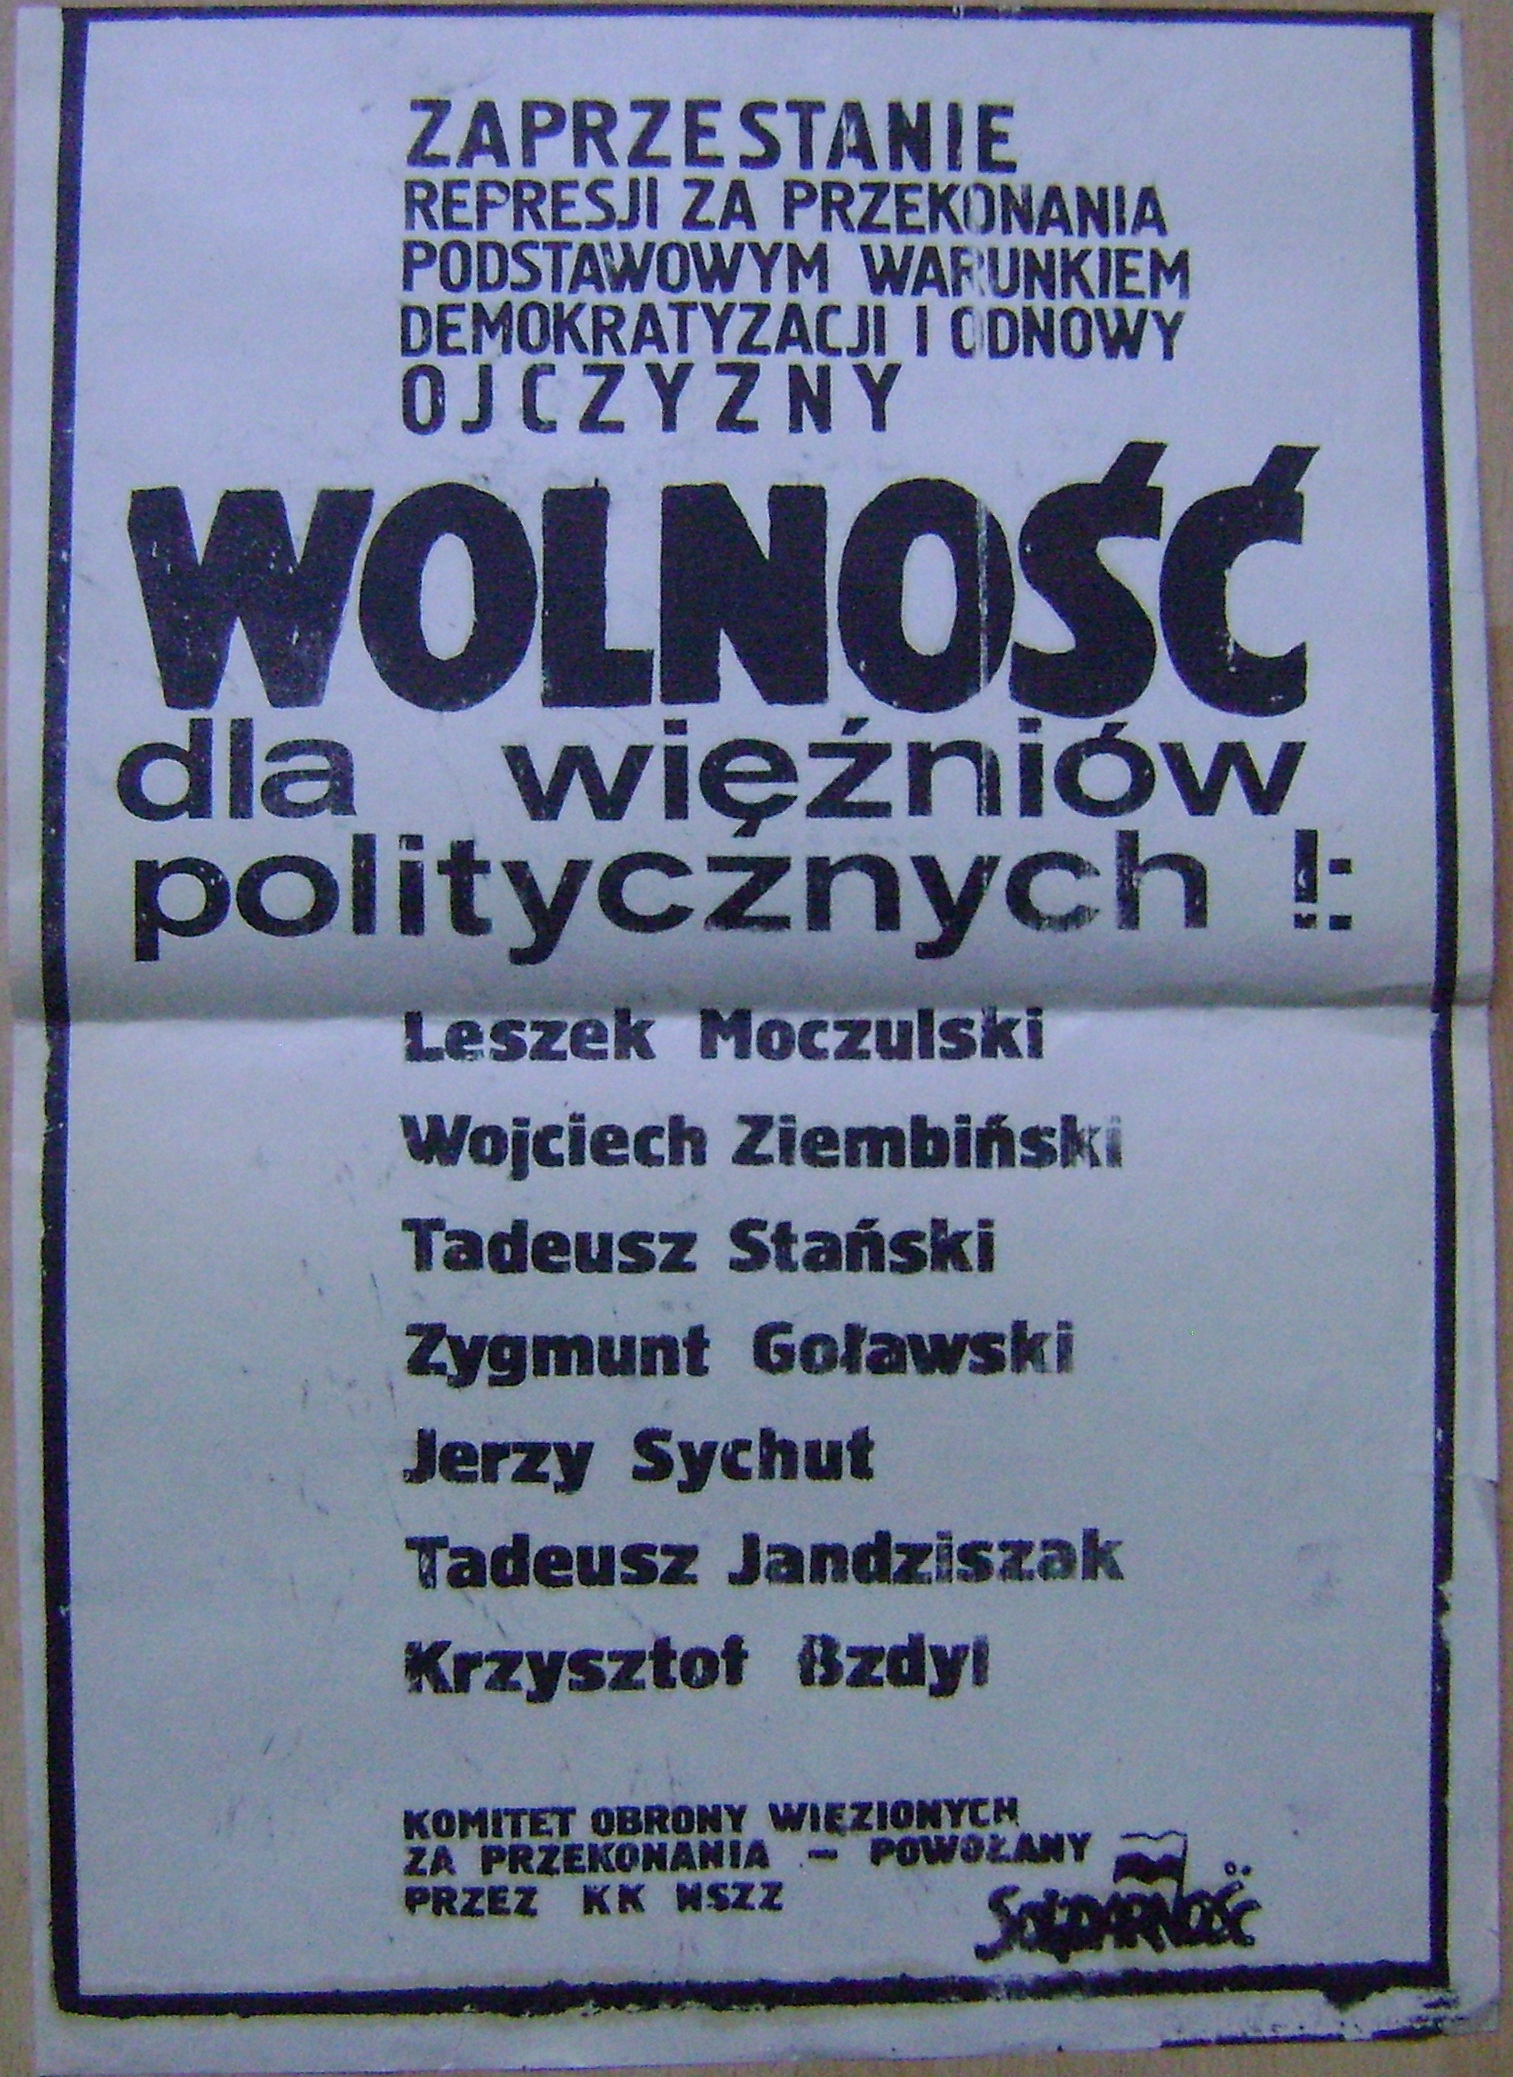 ZAPRZESTANIE
REPRESJI ZA PRZEKONANIA
PODSTAWOWYM WARUNKIEM
DEMOKRATYZACJI I ODNOWY
OJCZYZNY
WOLNOŚĆ
dla więźniów
politycznych !:
Leszek Moczulski
Wojciech Ziembiński
Tadeusz Stański
Zygmunt Goławski
Jerzy Sychut
Tadeusz Jandziszak
Krzysztof Bzdyl
KOMITET OBRONY WIĘZIONYCH
ZA PRZEKONANIA - POWOŁANY
PRZEZ KK NSZZ
SOLIDARNOŚĆ